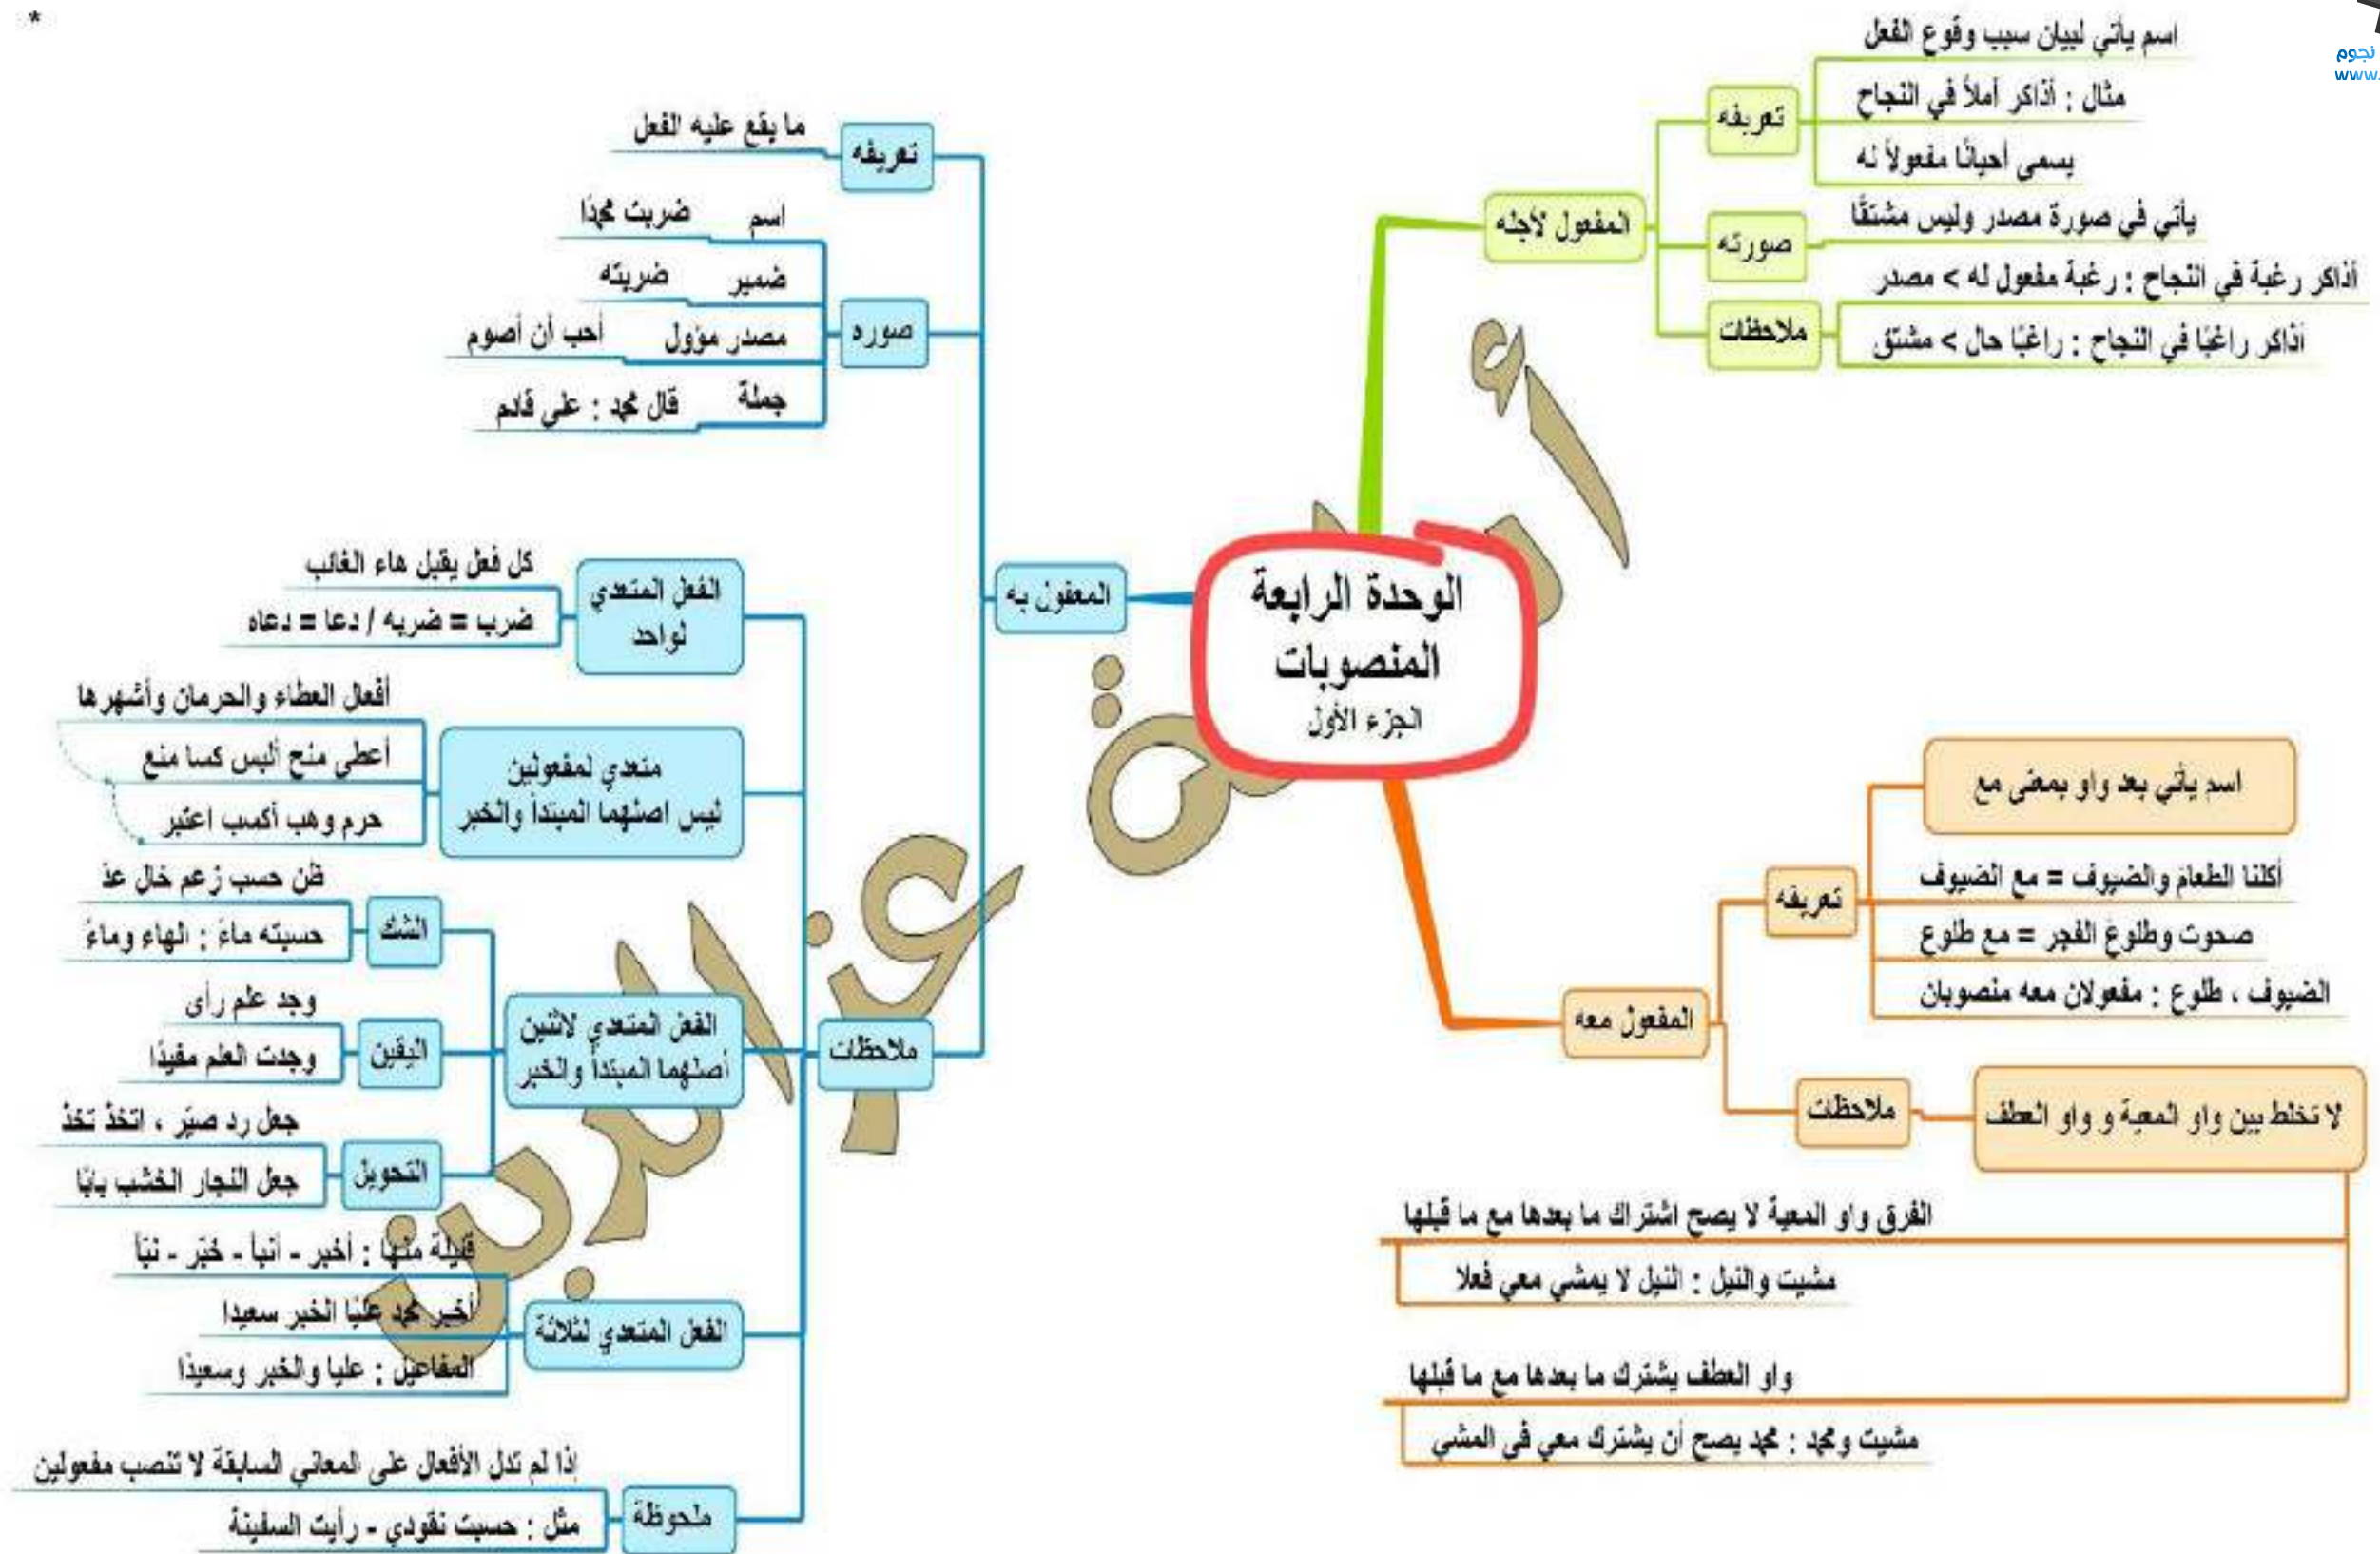 *
نجوم
www.
الوحدة الرابعة
المنصوبات
الجزء الأول
المفعول لأجله
تعريفه
اسم يأتي لبيان سبب وقوع الفعل
مثال : أذاكر أملاً في النجاح
يسمى أحيانًا مفعولاً له
صورته
يأتي في صورة مصدر وليس مشتقًا
ملاحظات
أذاكر رغبة في النجاح : رغبة مفعول له > مصدر
أذاكر راغبًا في النجاح : راغبًا حال > مشتق
المفعول معه
تعريفه
اسم يأتي بعد واو بمعنى مع
أكلنا الطعامَ والضيوف = مع الضيوف
صحوت وطلوعَ الفجر = مع طلوع
الضيوف ، طلوع : مفعولان معه منصوبان
ملاحظات
لا تخلط بين واو المعية و واو العطف
الفرق واو المعية لا يصح اشتراك ما بعدها مع ما قبلها
مشيت والنيل : النيل لا يمشي معي فعلا
واو العطف يشترك ما بعدها مع ما قبلها
مشيت ومحمد : محمد يصح أن يشترك معي في المشي
المعفول به
تعريفه
ما يقع عليه الفعل
صوره
اسم ضربت محمدًا
ضمير ضربته
مصدر مؤول أحب أن أصوم
جملة قال محمد : علي قادم
ملاحظات
الفعل المتعدي
لواحد
كل فعل يقبل هاء الغائب
ضرب = ضربه / دعا = دعاه
متعدي لمفعولين
ليس اصلهما المبتدأ والخبر
أفعال العطاء والحرمان وأشهرها
أعطى منح ألبس كسا منع
حرم وهب أكسب اعتبر
الفعل المتعدي لاثنين
أصلهما المبتدأ والخبر
الشك
ظن حسب زعم خال عد
حسبته ماءً : الهاء وماءً
اليقين
وجد علم رأى
وجدت العلم مفيدًا
التحويل
جعل رد صيّر ، اتخذ تخذ
جعل النجار الخشب بابًا
الفعل المتعدي لثلاثة
قليلة منها : أخبر - أنبأ - خبّر - نبّأ
أخبر محمد عليًا الخبر سعيدا
المفاعيل : عليا والخبر وسعيدًا
ملحوظة
إذا لم تدل الأفعال على المعاني السابقة لا تنصب مفعولين
مثل : حسبت نقودي - رأيت السفينة